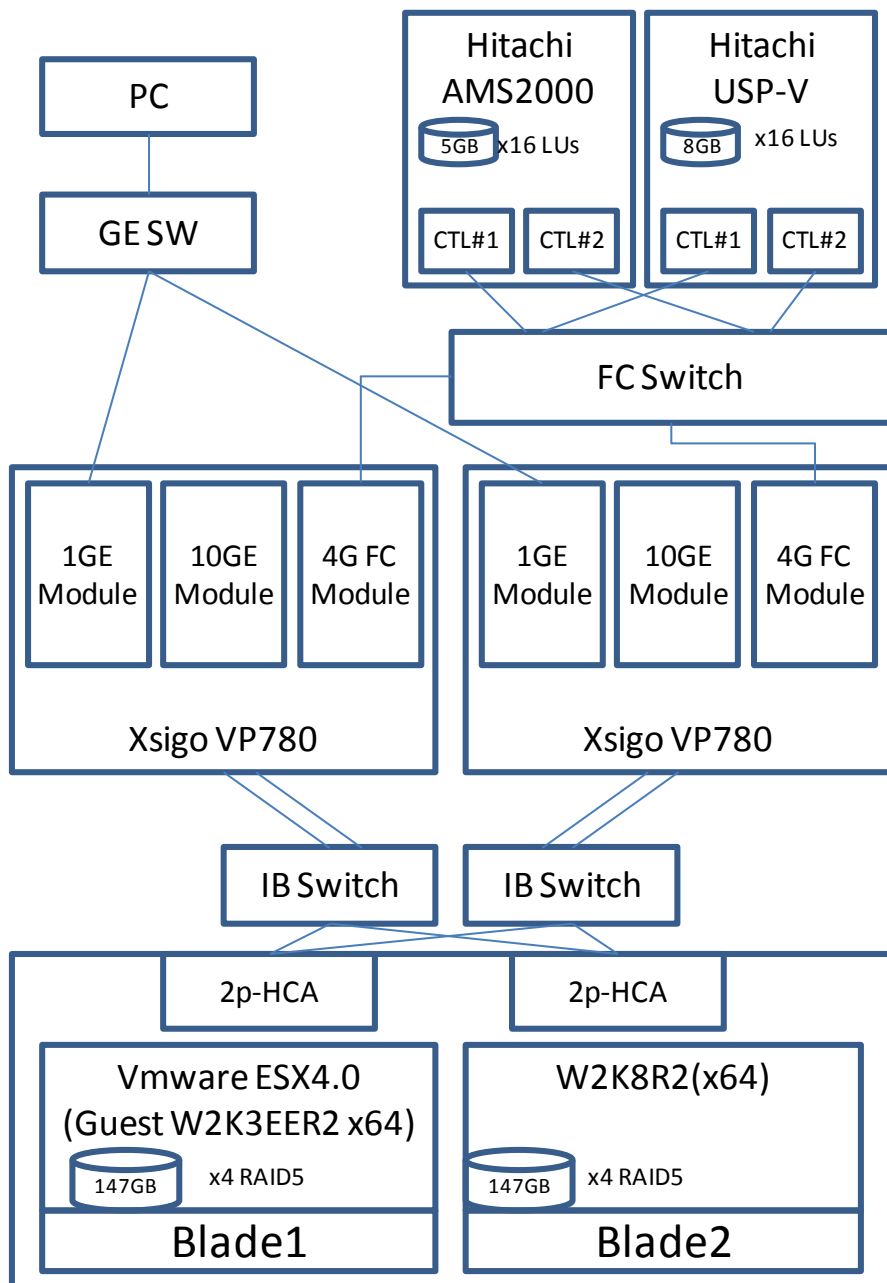 PC
GE SW
Hitachi
AMS2000
5GB
x16 LUs
CTL#1
CTL#2
Hitachi
USP-V
8GB
x16 LUs
CTL#1
CTL#2
FC Switch
1GE
Module
10GE
Module
4G FC
Module
Xsigo VP780
1GE
Module
10GE
Module
4G FC
Module
Xsigo VP780
IB Switch
IB Switch
2p-HCA
2p-HCA
Vmware ESX4.0
(Guest W2K3EER2 x64)
147GB
x4 RAID5
Blade1
W2K8R2(x64)
147GB
x4 RAID5
Blade2